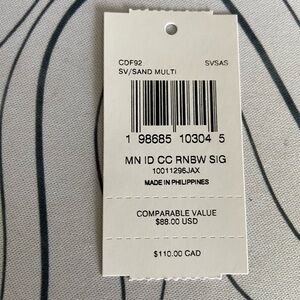 CDF92 SVSAS
SV/SAND MULTI
1 98685 10304 5
MN ID CC RNBW SIG
10011296JAX
MADE IN PHILIPPINES
COMPARABLE VALUE
$88.00 USD
$110.00 CAD